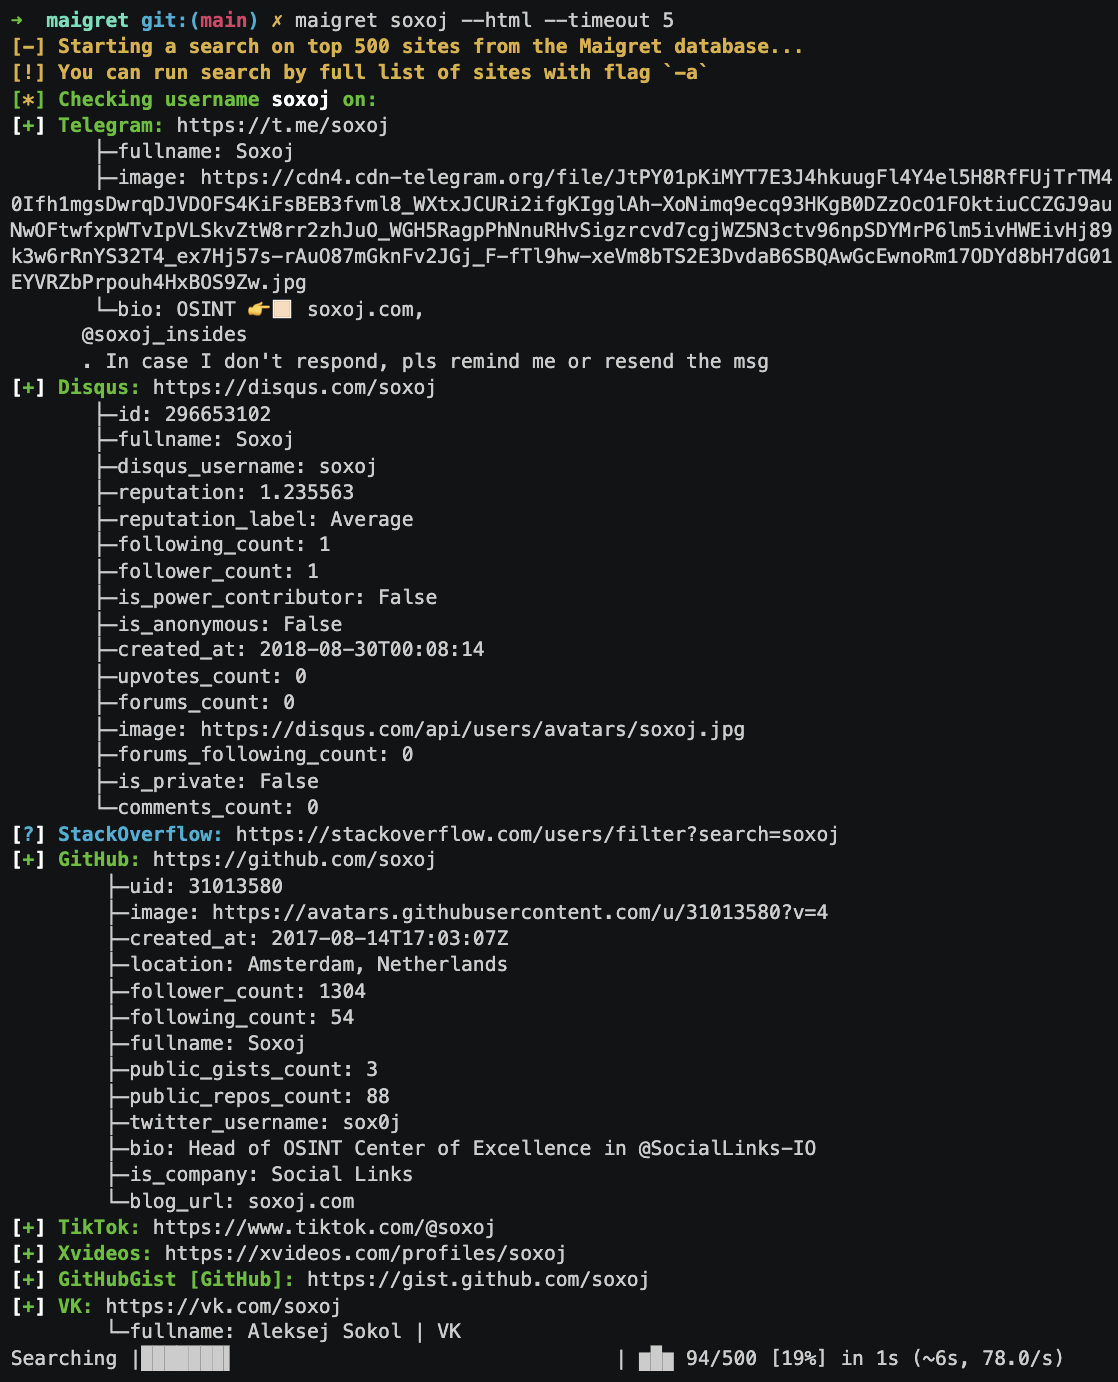 ➜  maigret git:(main) ✗ maigret soxoj --html --timeout 5
[-] Starting a search on top 500 sites from the Maigret database...
[!] You can run search by full list of sites with flag `-a`
[*] Checking username soxoj on:
[+] Telegram: https://t.me/soxoj
├─fullname: Soxoj
├─image: https://cdn4.cdn-telegram.org/file/JtPY01pKiMYT7E3J4hkuugFl4Y4el5H8RfFUjTrTM4
0Ifh1mgsDwrqDJVDOFS4KiFsBEB3fvml8_WXtxJCURi2ifgKIgglAh-XoNimq9ecq93HKgB0DZzOcO1FOktiuCCZGJ9au
NwOFtwfxpWTvIpVLSkvZtW8rr2zhJuO_WGH5RagpPhNnuRHvSigzrcvd7cgjWZ5N3ctv96npSDYMrP6lm5ivHWEivHj89
k3w6rRnYS32T4_ex7Hj57s-rAuO87mGknFv2JGj_F-fTl9hw-xeVm8bTS2E3DvdaB6SBQAwGcEwnoRm17ODYd8bH7dG01
EYVRZbPrpouh4HxBOS9Zw.jpg
└─bio: OSINT 👉🏻 soxoj.com,
@soxoj_insides
. In case I don't respond, pls remind me or resend the msg
[+] Disqus: https://disqus.com/soxoj
├─id: 296653102
├─fullname: Soxoj
├─disqus_username: soxoj
├─reputation: 1.235563
├─reputation_label: Average
├─following_count: 1
├─follower_count: 1
├─is_power_contributor: False
├─is_anonymous: False
├─created_at: 2018-08-30T00:08:14
├─upvotes_count: 0
├─forums_count: 0
├─image: https://disqus.com/api/users/avatars/soxoj.jpg
├─forums_following_count: 0
├─is_private: False
└─comments_count: 0
[?] StackOverflow: https://stackoverflow.com/users/filter?search=soxoj
[+] GitHub: https://github.com/soxoj
├─uid: 31013580
├─image: https://avatars.githubusercontent.com/u/31013580?v=4
├─created_at: 2017-08-14T17:03:07Z
├─location: Amsterdam, Netherlands
├─follower_count: 1304
├─following_count: 54
├─fullname: Soxoj
├─public_gists_count: 3
├─public_repos_count: 88
├─twitter_username: sox0j
├─bio: Head of OSINT Center of Excellence in @SocialLinks-IO
├─is_company: Social Links
└─blog_url: soxoj.com
[+] TikTok: https://www.tiktok.com/@soxoj
[+] Xvideos: https://xvideos.com/profiles/soxoj
[+] GitHubGist [GitHub]: https://gist.github.com/soxoj
[+] VK: https://vk.com/soxoj
└─fullname: Aleksej Sokol | VK
Searching |███████▌ | ▅█▅ 94/500 [19%] in 1s (~6s, 78.0/s)